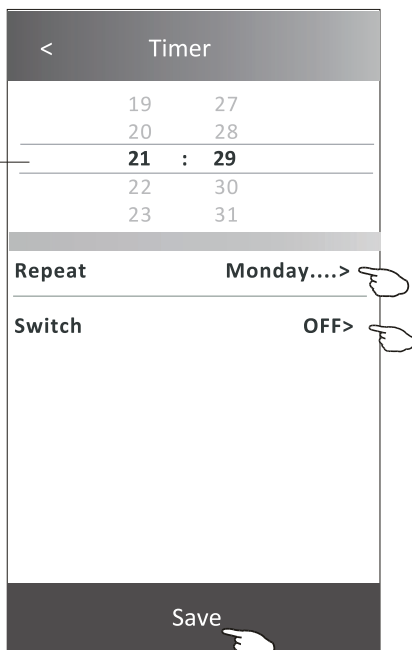 < Timer
19 27
20 28
21 : 29
22 30
23 31
Repeat Monday....>
Switch OFF>
Save